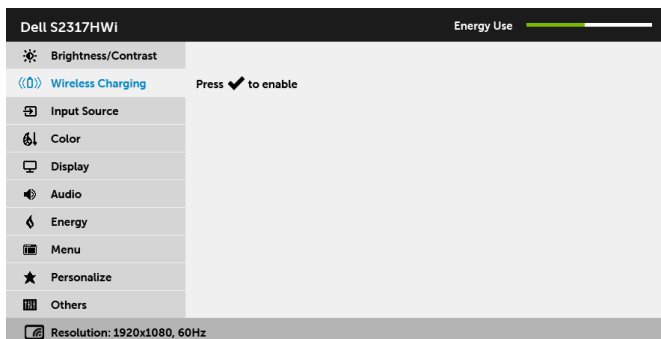 Dell S2317HWi
Energy Use
Brightness/Contrast
Wireless Charging
Press ✔ to enable
Input Source
Color
Display
Audio
Energy
Menu
Personalize
Others
Resolution: 1920x1080, 60Hz